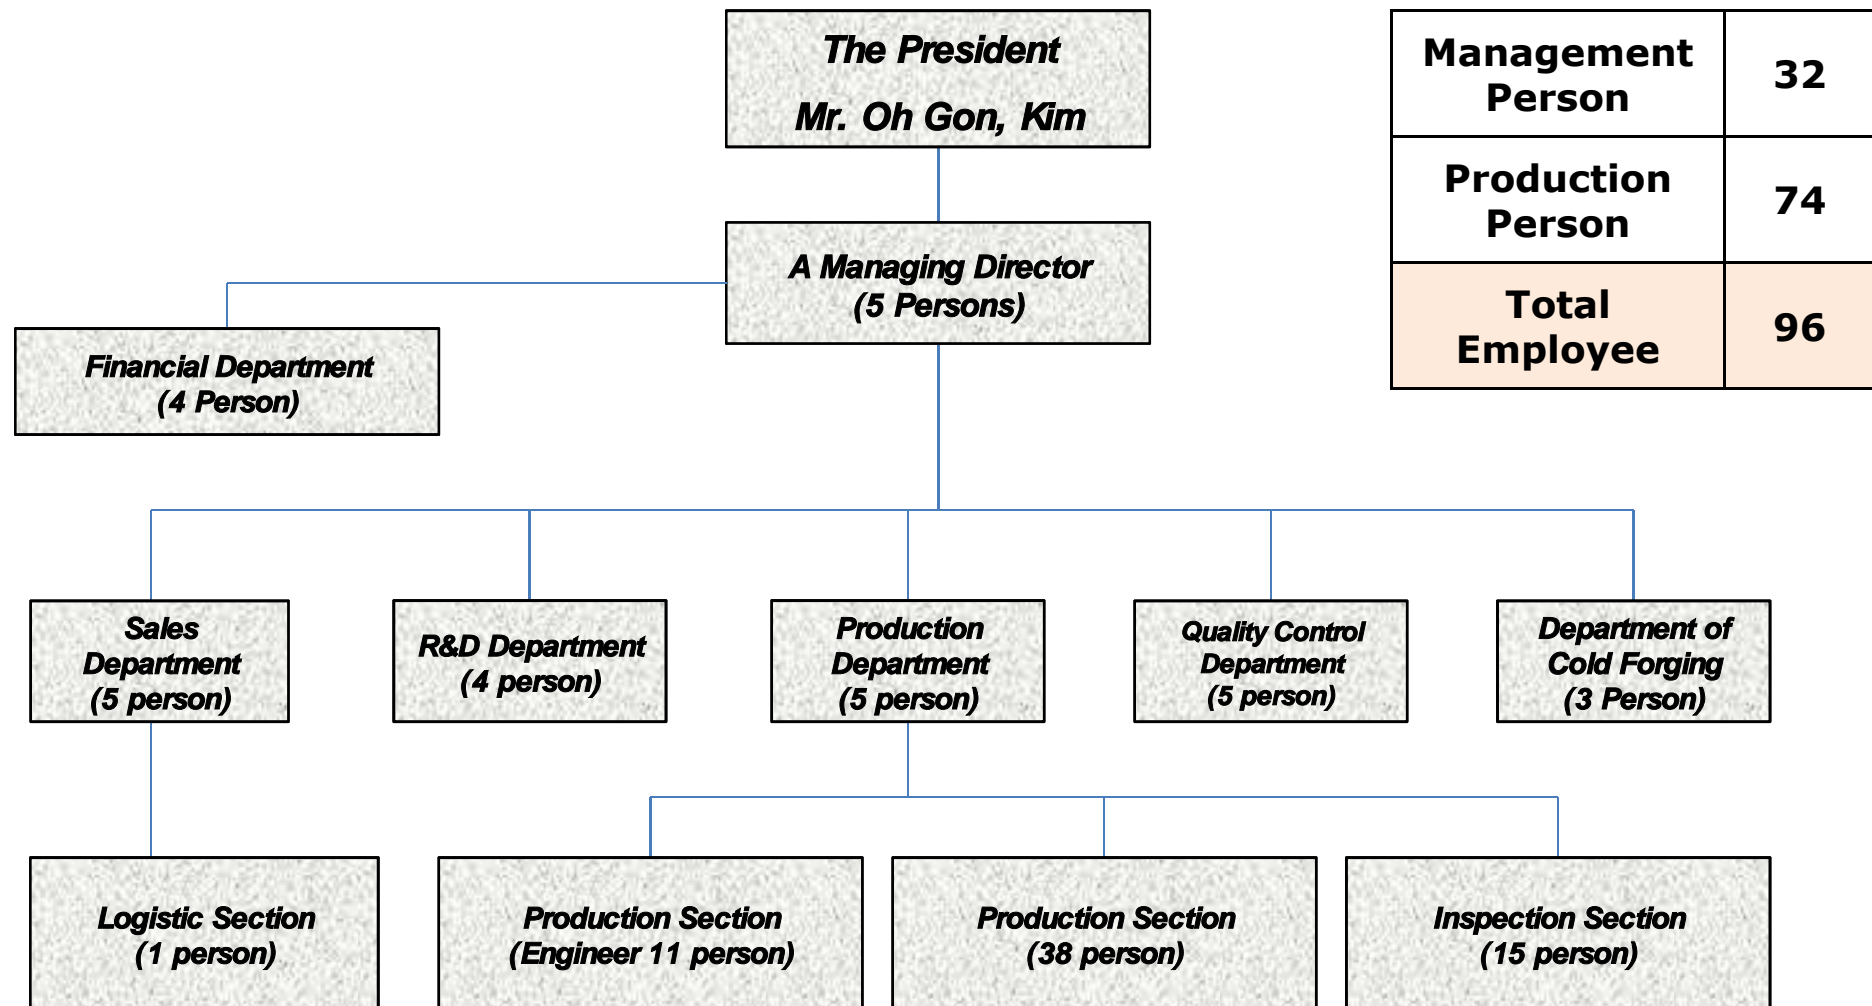 The President
Mr. Oh Gon, Kim
Management
Person
32
Production
Person
74
Total
Employee
96
A Managing Director
(5 Persons)
Financial Department
(4 Person)
Sales
Department
(5 person)
R&D Department
(4 person)
Production
Department
(5 person)
Quality Control
Department
(5 person)
Department of
Cold Forging
(3 Person)
Logistic Section
(1 person)
Production Section
(Engineer 11 person)
Production Section
(38 person)
Inspection Section
(15 person)